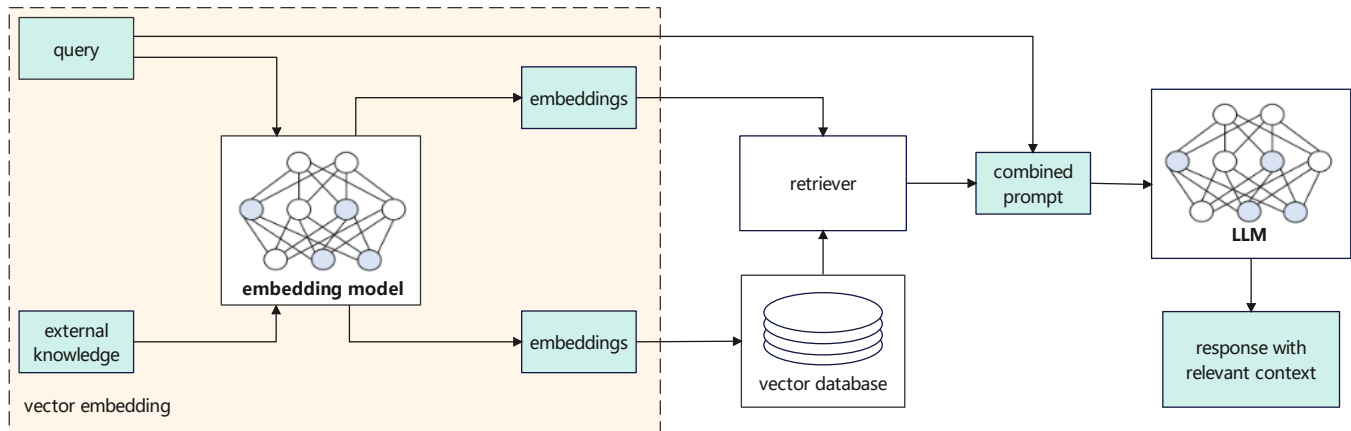 query
embeddings
embedding model
external
knowledge
embeddings
vector embedding
retriever
vector database
combined
prompt
LLM
response with
relevant context